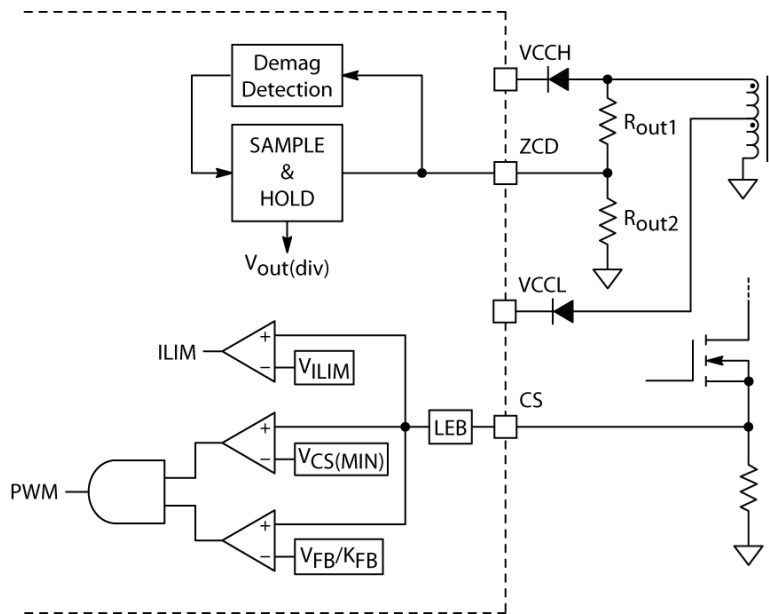 VCCH
Demag
Detection
Rout1
SAMPLE
&
HOLD
ZCD
Rout2
Vout(div)
VCCL
ILIM
+
−
VILIM
CS
LEB
+
−
VCS(MIN)
PWM
+
−
VFB/KFB